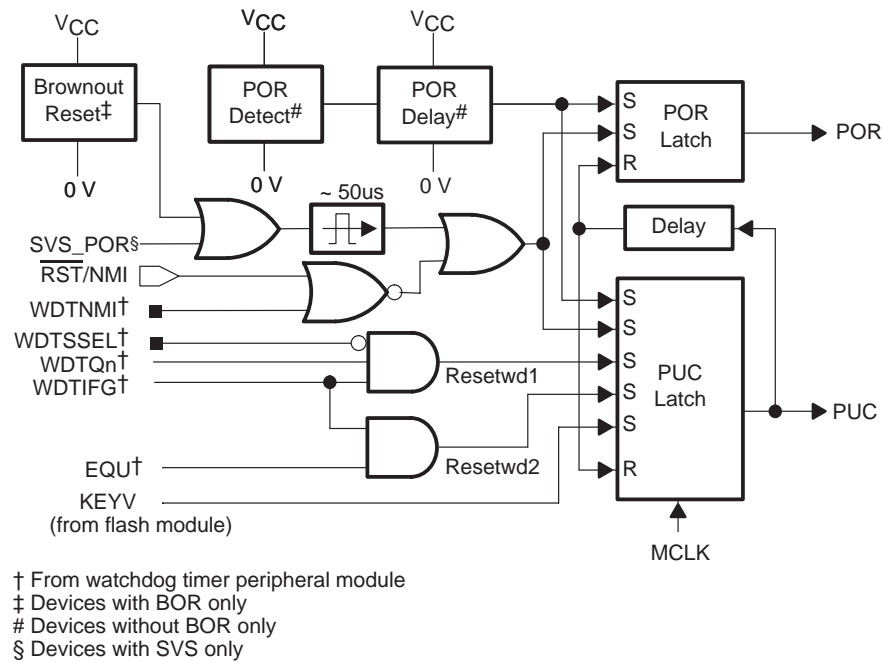 VCC
VCC
VCC
Brownout
Reset‡
POR
Detect#
POR
Delay#
0 V
0 V
0 V
~ 50us
S
S
R
POR
Latch
POR
Delay
SVS_POR§
RST/NMI
WDTNMI†
WDTSSEL†
WDTQn†
WDTIFG†
Resetwd1
EQU†
Resetwd2
KEYV
(from flash module)
S
S
S
S
S
R
PUC
Latch
PUC
MCLK
† From watchdog timer peripheral module
‡ Devices with BOR only
# Devices without BOR only
§ Devices with SVS only